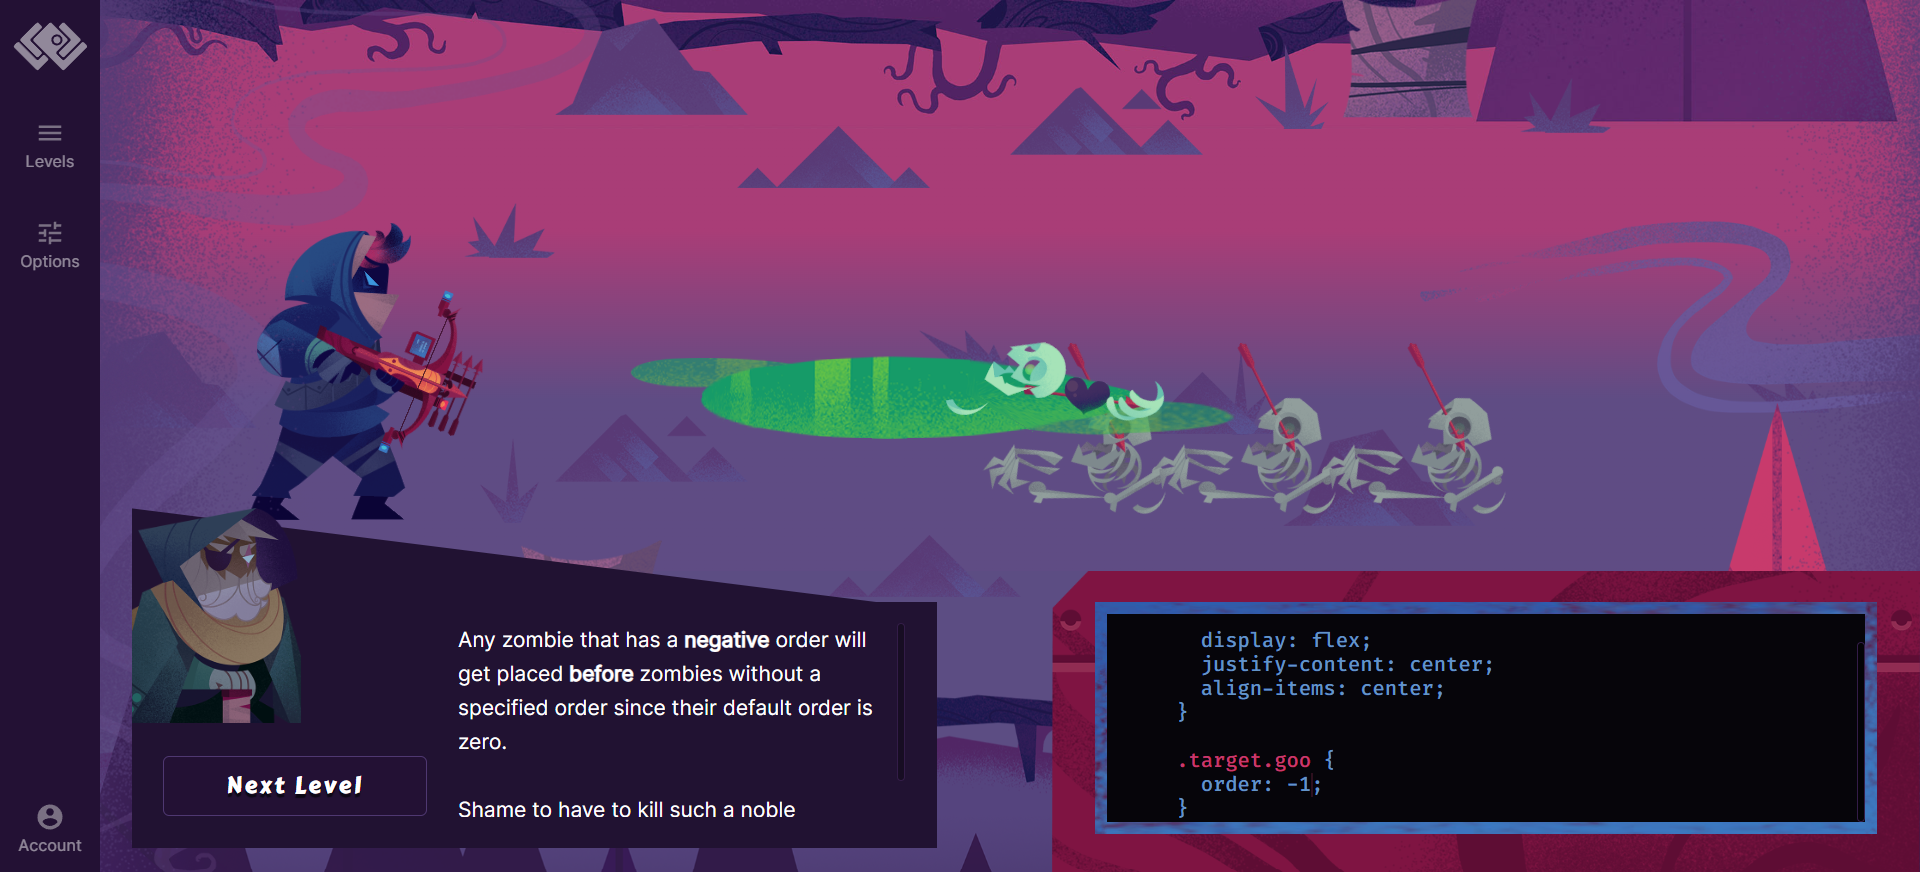 Levels
Options
Any zombie that has a negative order will
get placed before zombies without a
specified order since their default order is
zero.
Shame to have to kill such a noble
Next Level
Account
display: flex;
justify-content: center;
align-items: center;
}
.target.goo {
order: -1;
}